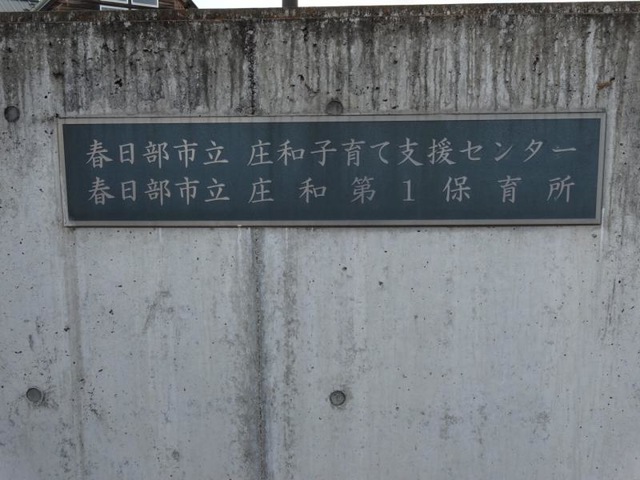 春日部市立 庄和子育て支援センター
春日部市立 庄和第1保育所